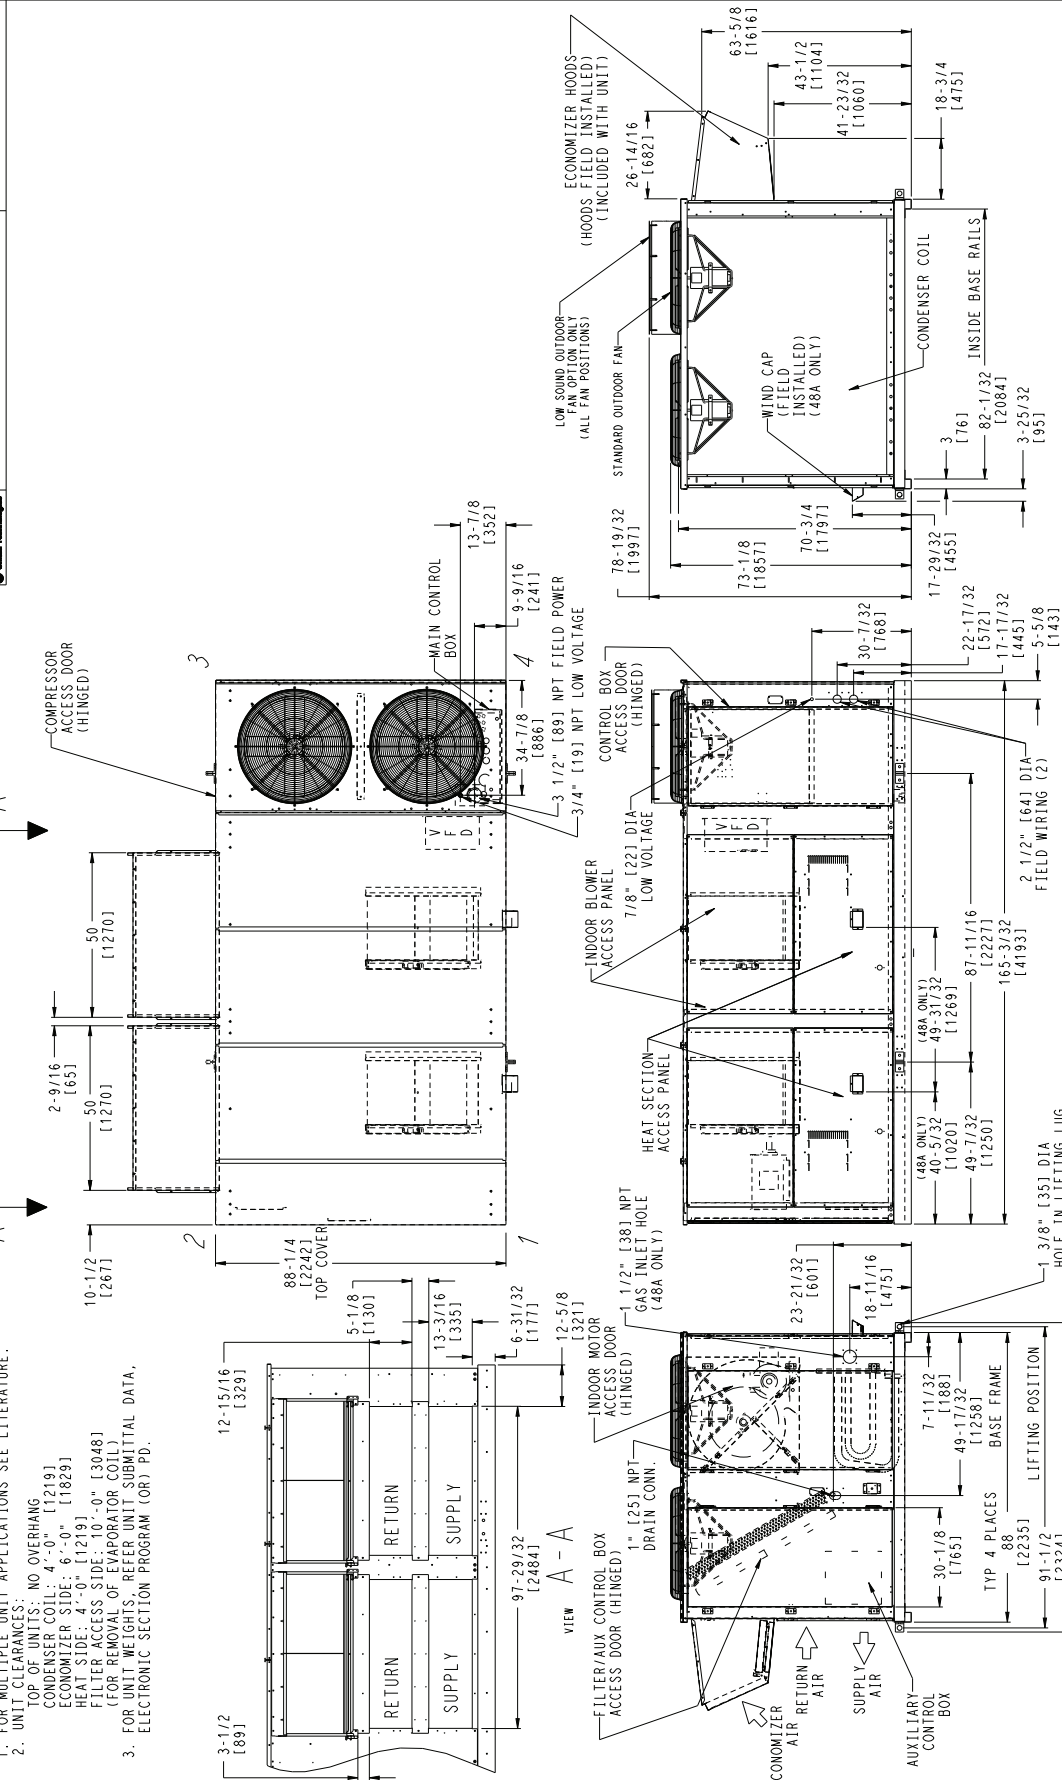 1. FOR MULTIPLE UNIT APPLICATIONS SEE LITERATURE.
2. UNIT CLEARANCES:
TOP OF UNITS: NO OVERHANG
CONDENSER COIL: 4'-0" [1219]
ECONOMIZER SIDE: 6'-0" [1829]
HEAT SIDE: 4'-0" [1219]
FILTER ACCESS SIDE: 10'-0" [3048]
(FOR REMOVAL OF EVAPORATOR COIL)
3. FOR UNIT WEIGHTS, REFER UNIT SUBMITTAL DATA,
ELECTRONIC SECTION PROGRAM (OR) PD.
10-1/2
[267]
50
[1270]
2-9/16
[65]
50
[1270]
COMPRESSOR
ACCESS DOOR
(HINGED)
2
3
1
4
88-1/4
[2242]
TOP COVER
VFD
MAIN CONTROL
BOX
13-7/8
[352]
9-9/16
[241]
34-7/8
[886]
3 1/2" [89] NPT FIELD POWER
3/4" [19] NPT LOW VOLTAGE
3-1/2
[89]
12-15/16
[329]
5-1/8
[130]
13-3/16
[335]
6-31/32
[177]
12-5/8
[321]
RETURN
SUPPLY
RETURN
SUPPLY
97-29/32
[2484]
VIEW A-A
FILTER/AUX CONTROL BOX
ACCESS DOOR (HINGED)
1" [25] NPT
DRAIN CONN.
INDOOR MOTOR
ACCESS DOOR
(HINGED)
1 1/2" [38] NPT
GAS INLET HOLE
(48A ONLY)
CONOMIZER
AIR
RETURN
AIR
SUPPLY
AIR
AUXILIARY
CONTROL
BOX
30-1/8
[765]
TYP 4 PLACES
88
[2235]
BASE FRAME
91-1/2
[2324]
LIFTING POSITION
49-17/32
[1258]
7-11/32
[188]
23-21/32
[601]
18-11/16
[475]
1 3/8" [35] DIA
HOLE IN LIFTING LUG
HEAT SECTION
ACCESS PANEL
INDOOR BLOWER
ACCESS PANEL
7/8" [22] DIA
LOW VOLTAGE
CONTROL BOX
ACCESS DOOR
(HINGED)
VFD
(48A ONLY)
40-5/32
[1020]
49-7/32
[1250]
(48A ONLY)
49-31/32
[1269]
87-11/16
[2227]
165-3/32
[4193]
2 1/2" [64] DIA
FIELD WIRING (2)
30-7/32
[768]
22-17/32
[572]
17-17/32
[445]
5-5/8
[143]
LOW SOUND OUTDOOR
FAN OPTION ONLY
(ALL FAN POSITIONS)
STANDARD OUTDOOR FAN
ECONOMIZER HOODS
(HOODS FIELD INSTALLED)
(INCLUDED WITH UNIT)
26-14/16
[682]
63-5/8
[1616]
43-1/2
[1104]
41-23/32
[1060]
18-3/4
[475]
78-19/32
[1997]
73-1/8
[1857]
70-3/4
[1797]
17-29/32
[455]
WIND CAP
(FIELD
INSTALLED)
(48A ONLY)
CONDENSER COIL
3
[76]
82-1/32
[2084]
INSIDE BASE RAILS
3-25/32
[95]